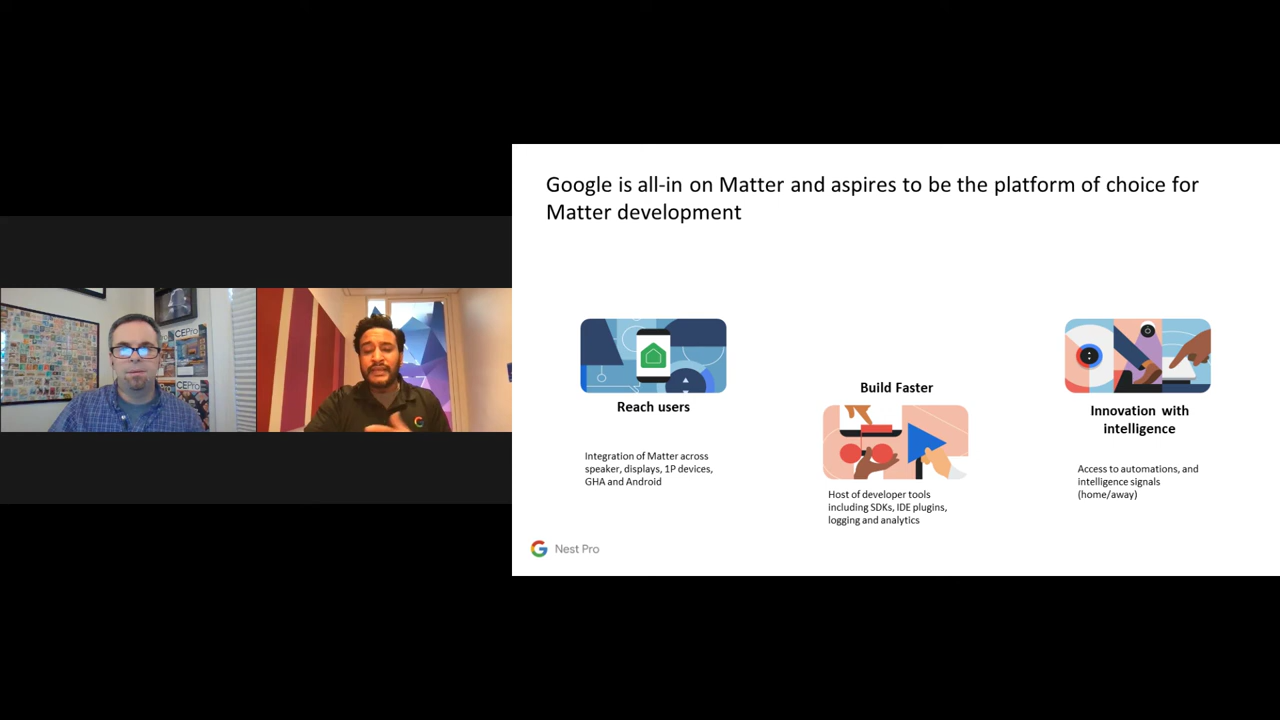 CEPro
CEPro
Google is all-in on Matter and aspires to be the platform of choice for
Matter development
Reach users
Integration of Matter across
speaker, displays, 1P devices,
GHA and Android
Build Faster
Host of developer tools
including SDKs, IDE plugins,
logging and analytics
Innovation with
intelligence
Access to automations, and
intelligence signals
(home/away)
G
Nest Pro